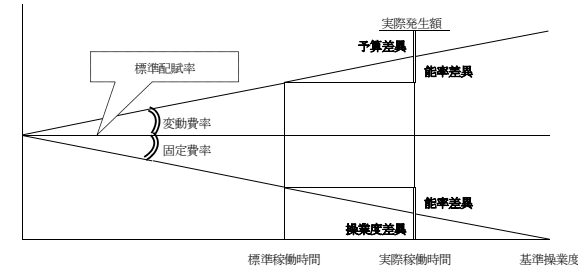 実際発生額
予算差異
標準配賦率
能率差異
変動費率
固定費率
能率差異
操業度差異
標準稼働時間
実際稼働時間
基準操業度